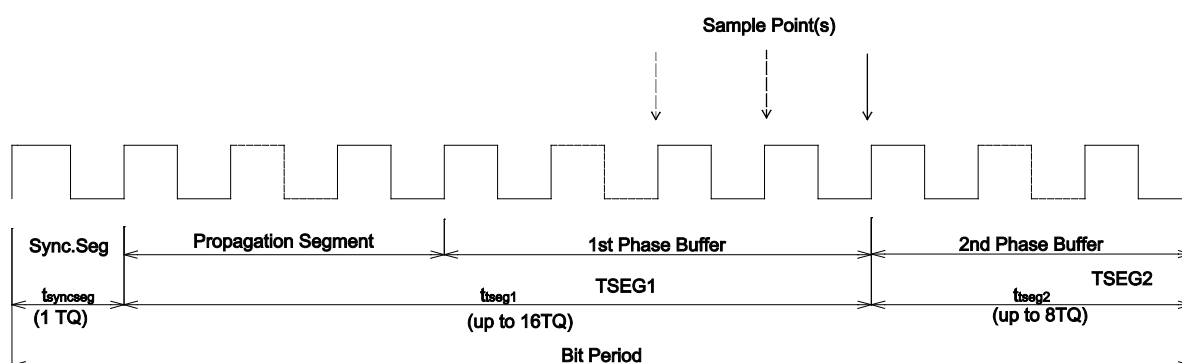 Sample Point(s)
Sync.Seg
Propagation Segment
1st Phase Buffer
2nd Phase Buffer
tsyncseg
ttseg1
TSEG1
ttseg2
TSEG2
(1 TQ)
(up to 16TQ)
(up to 8TQ)
Bit Period